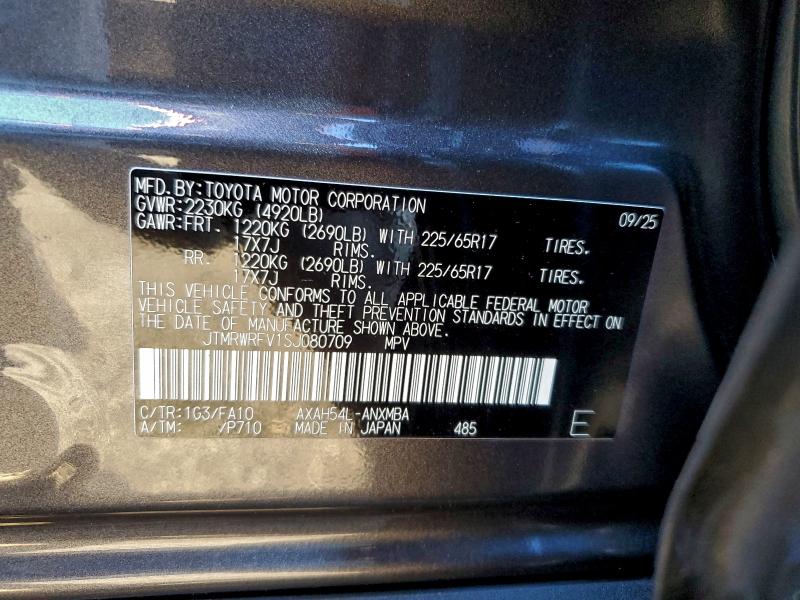 MFD.BY:TOYOTA MOTOR CORPORATION 09/25
GVWR:2230KG (4920LB)
GAWR:FRT. 1220KG (2690LB) WITH 225/65R17 TIRES.
17X7J RIMS.
RR. 1220KG (2690LB) WITH 225/65R17 TIRES.
17X7J RIMS.
THIS VEHICLE CONFORMS TO ALL APPLICABLE FEDERAL MOTOR
VEHICLE SAFETY AND THEFT PREVENTION STANDARDS IN EFFECT ON
THE DATE OF MANUFACTURE SHOWN ABOVE.
JTMRWRFV1SJ080709 MPV
C/TR:1G3/FA10 AXAH54L-ANXMBA
A/TM: /P710 MADE IN JAPAN 485 E